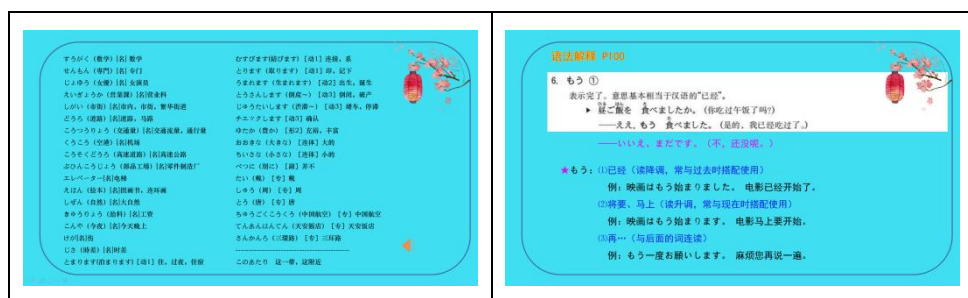 すうがく（数学）[名] 数学
せんもん（専門）[名] 专门
じょゆう（女優）[名] 女演员
えいぎょうか（営業課）[名]营业科
しがい（市街）[名]市内，市街，繁华街道
どうろ（道路）[名]道路，马路
こうつうりょう（交通量）[名]交通流量，通行量
くうこう（空港）[名]机场
こうそくどうろ（高速道路）[名]高速公路
ぶひんこうじょう（部品工場）[名]零件制造厂
エレベーター[名]电梯
えほん（絵本）[名]图画书，连环画
しぜん（自然）[名]大自然
きゅうりょう（給料）[名]工资
こんや（今夜）[名]今天晚上
けが[名]伤
じさ（時差）[名]时差
とまります(泊まります)［动1］住，过夜，住宿
むすびます(結びます)［动1］连接，系
とります（取ります）［动1］印，记下
うまれます（生まれます）［动2］出生，诞生
とうさんします（倒産～）［动3］倒闭，破产
じゅうたいします（渋滞～）［动3］堵车，停滞
チェックします［动3］确认
ゆたか（豊か）［形2］充裕，丰富
おおきな（大きな）［连体］大的
ちいさな（小さな）［连体］小的
べつに（別に）［副］并不
たい（親）［专］
しゅう（周）［专］周
とう（唐）［专］唐
ちゅうごくこうくう（中国航空）［专］中国航空
てんあんはんてん（天安飯店）［专］天安饭店
さんかんろ（三環路）［专］三环路
このあたり 这一带，这附近
语法解释 P100
6. もう ①
表示完了。意思基本相当于汉语的“已经”。
▶ 昼ご飯を 食べましたか。（你吃过午饭了吗？）
——ええ，もう 食べました。（是的，我已经吃过了。）
——いいえ、まだです。（不，还没呢。）
★もう：⑴已经（读降调，常与过去时搭配使用）
例：映画はもう始まりました。 电影已经开始了。
⑵将要、马上（读升调，常与现在时搭配使用）
例：映画はもう始まります。 电影马上要开始。
⑶再…（与后面的词连读）
例：もう一度お願いします。 麻烦您再说一遍。